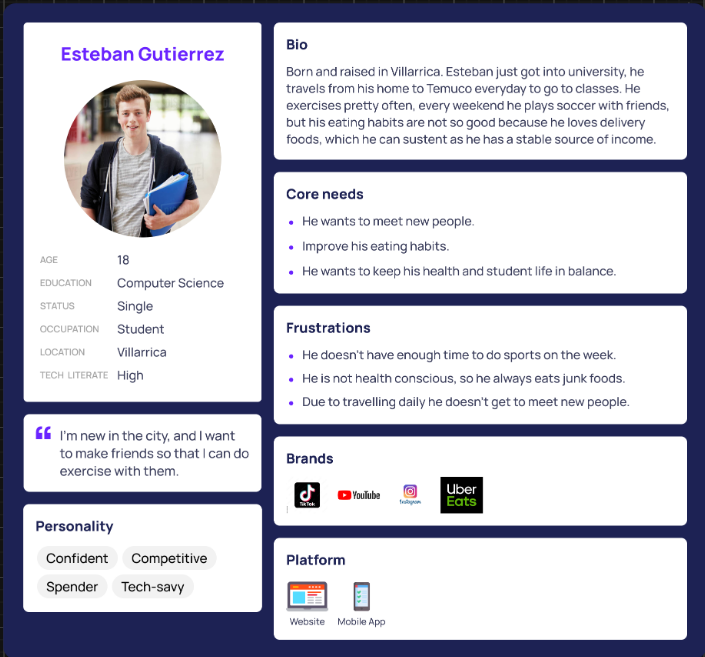 Esteban Gutierrez
AGE 18
EDUCATION Computer Science
STATUS Single
OCCUPATION Student
LOCATION Villarrica
TECH LITERATE High
“ I'm new in the city, and I want
to make friends so that I can do
exercise with them.
Personality
Confident Competitive
Spender Tech-savy
Bio
Born and raised in Villarrica. Esteban just got into university, he
travels from his home to Temuco everyday to go to classes. He
exercises pretty often, every weekend he plays soccer with friends,
but his eating habits are not so good because he loves delivery
foods, which he can sustent as he has a stable source of income.
Core needs
• He wants to meet new people.
• Improve his eating habits.
• He wants to keep his health and student life in balance.
Frustrations
• He doesn't have enough time to do sports on the week.
• He is not health conscious, so he always eats junk foods.
• Due to travelling daily he doesn't get to meet new people.
Brands
TikTok YouTube Instagram Uber
Eats
Platform
Website Mobile App